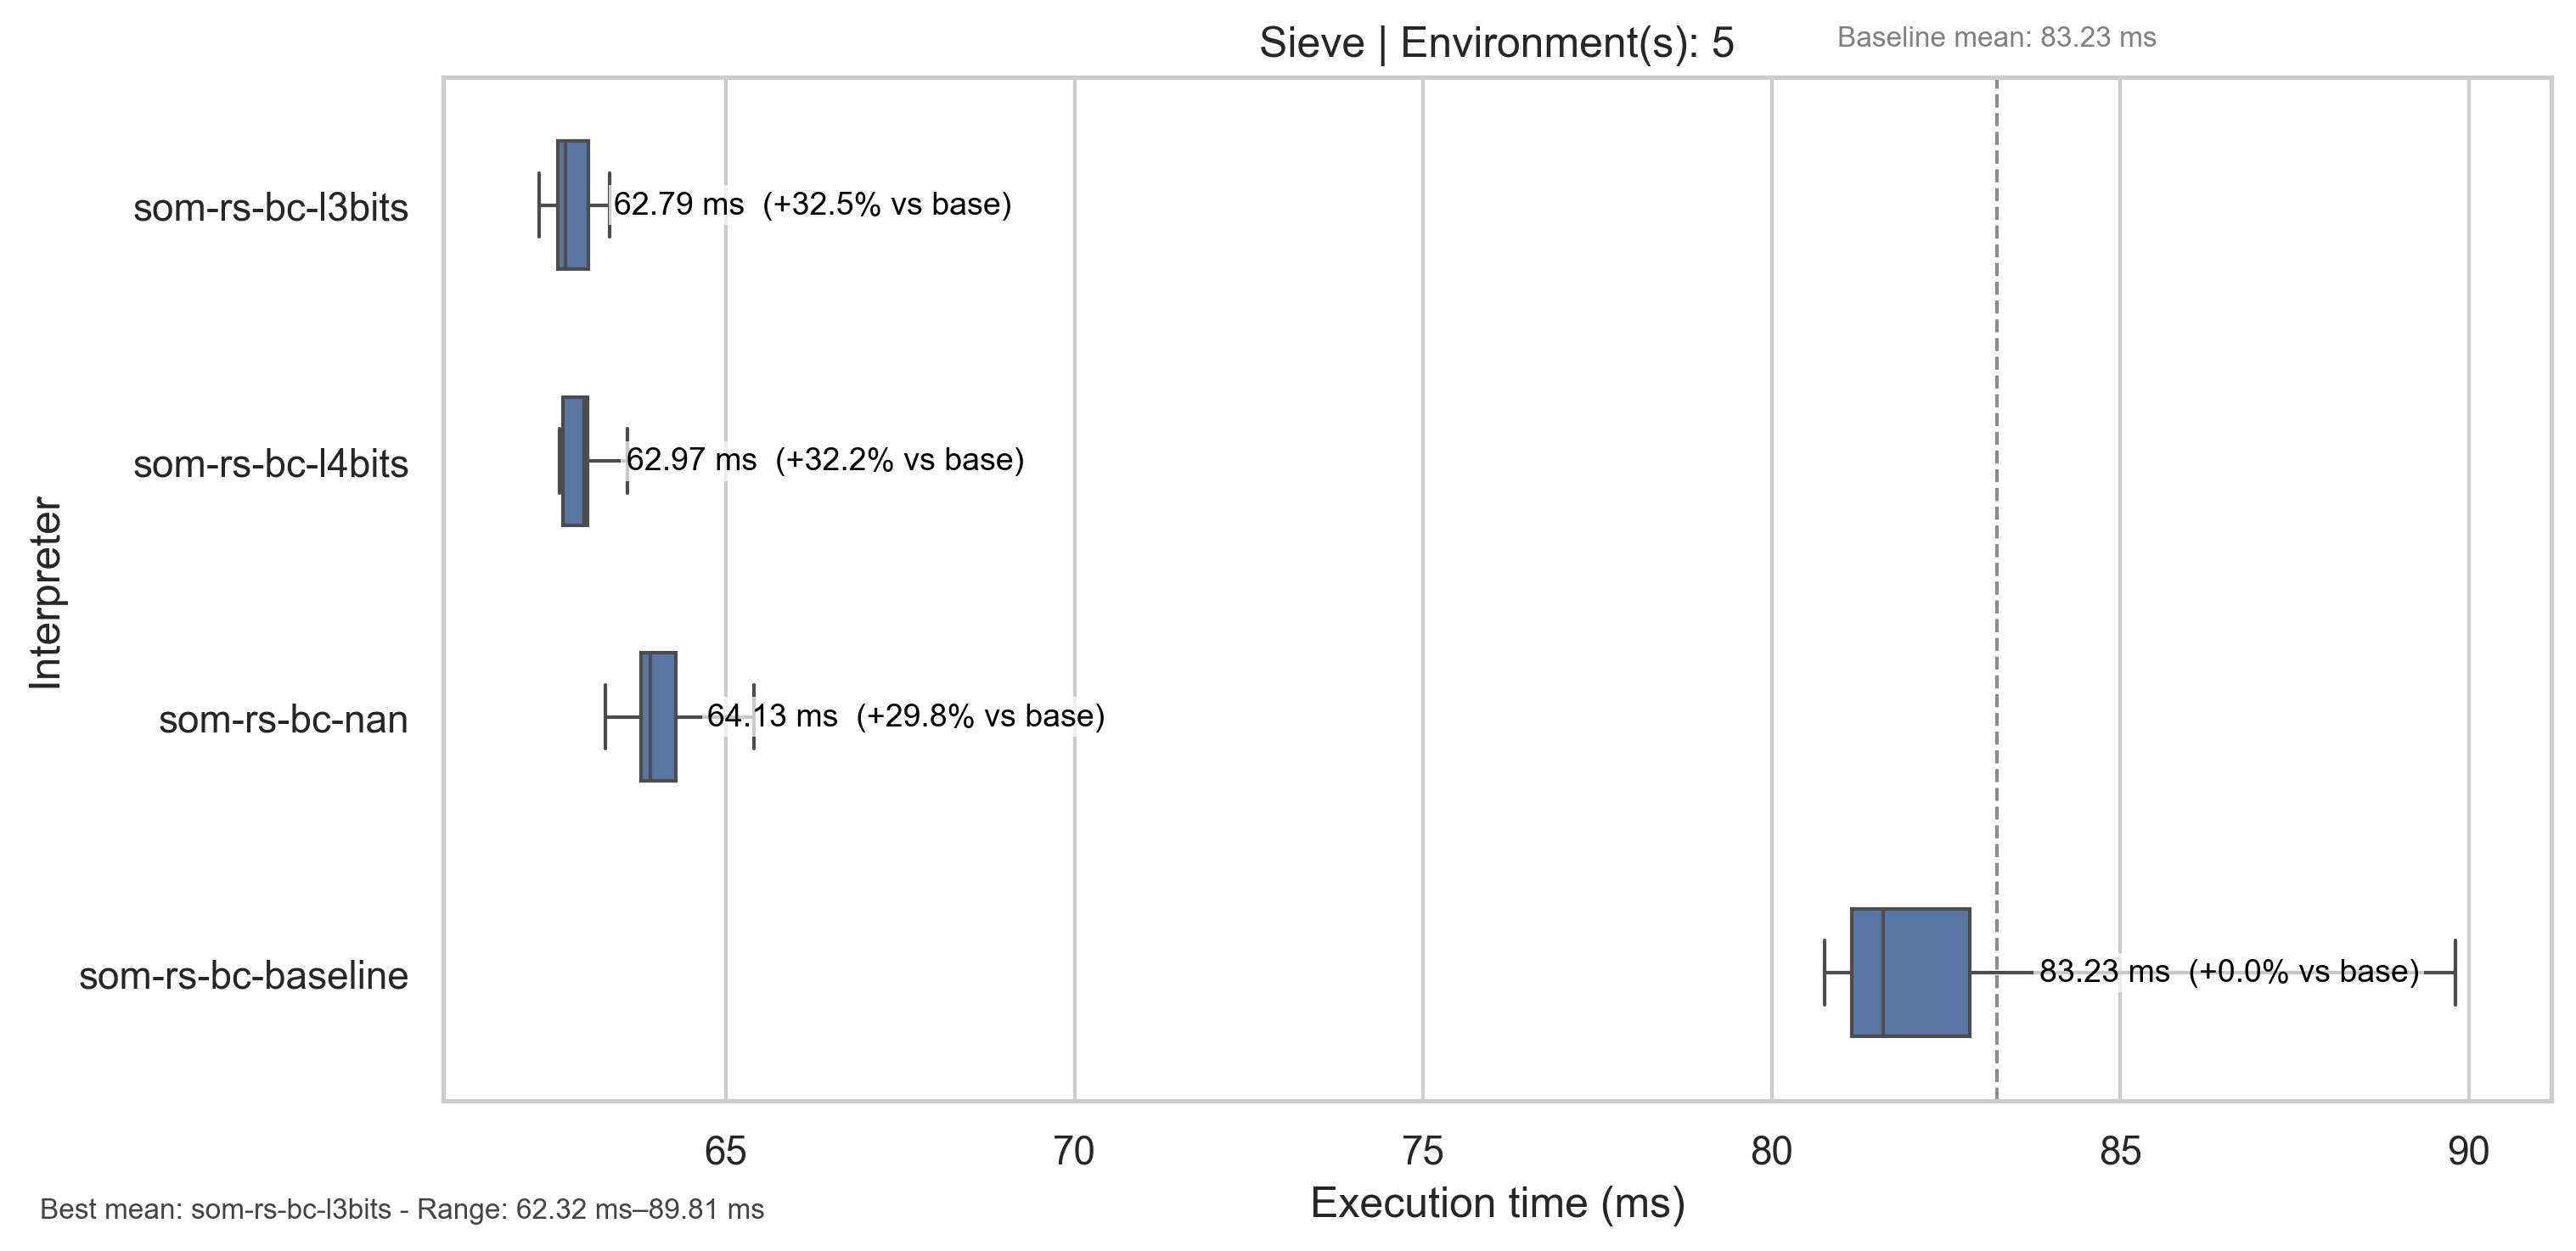 Sieve | Environment(s): 5
Baseline mean: 83.23 ms
Interpreter
som-rs-bc-l3bits
62.79 ms (+32.5% vs base)
som-rs-bc-l4bits
62.97 ms (+32.2% vs base)
som-rs-bc-nan
64.13 ms (+29.8% vs base)
som-rs-bc-baseline
83.23 ms (+0.0% vs base)
65 70 75 80 85 90
Execution time (ms)
Best mean: som-rs-bc-l3bits - Range: 62.32 ms–89.81 ms